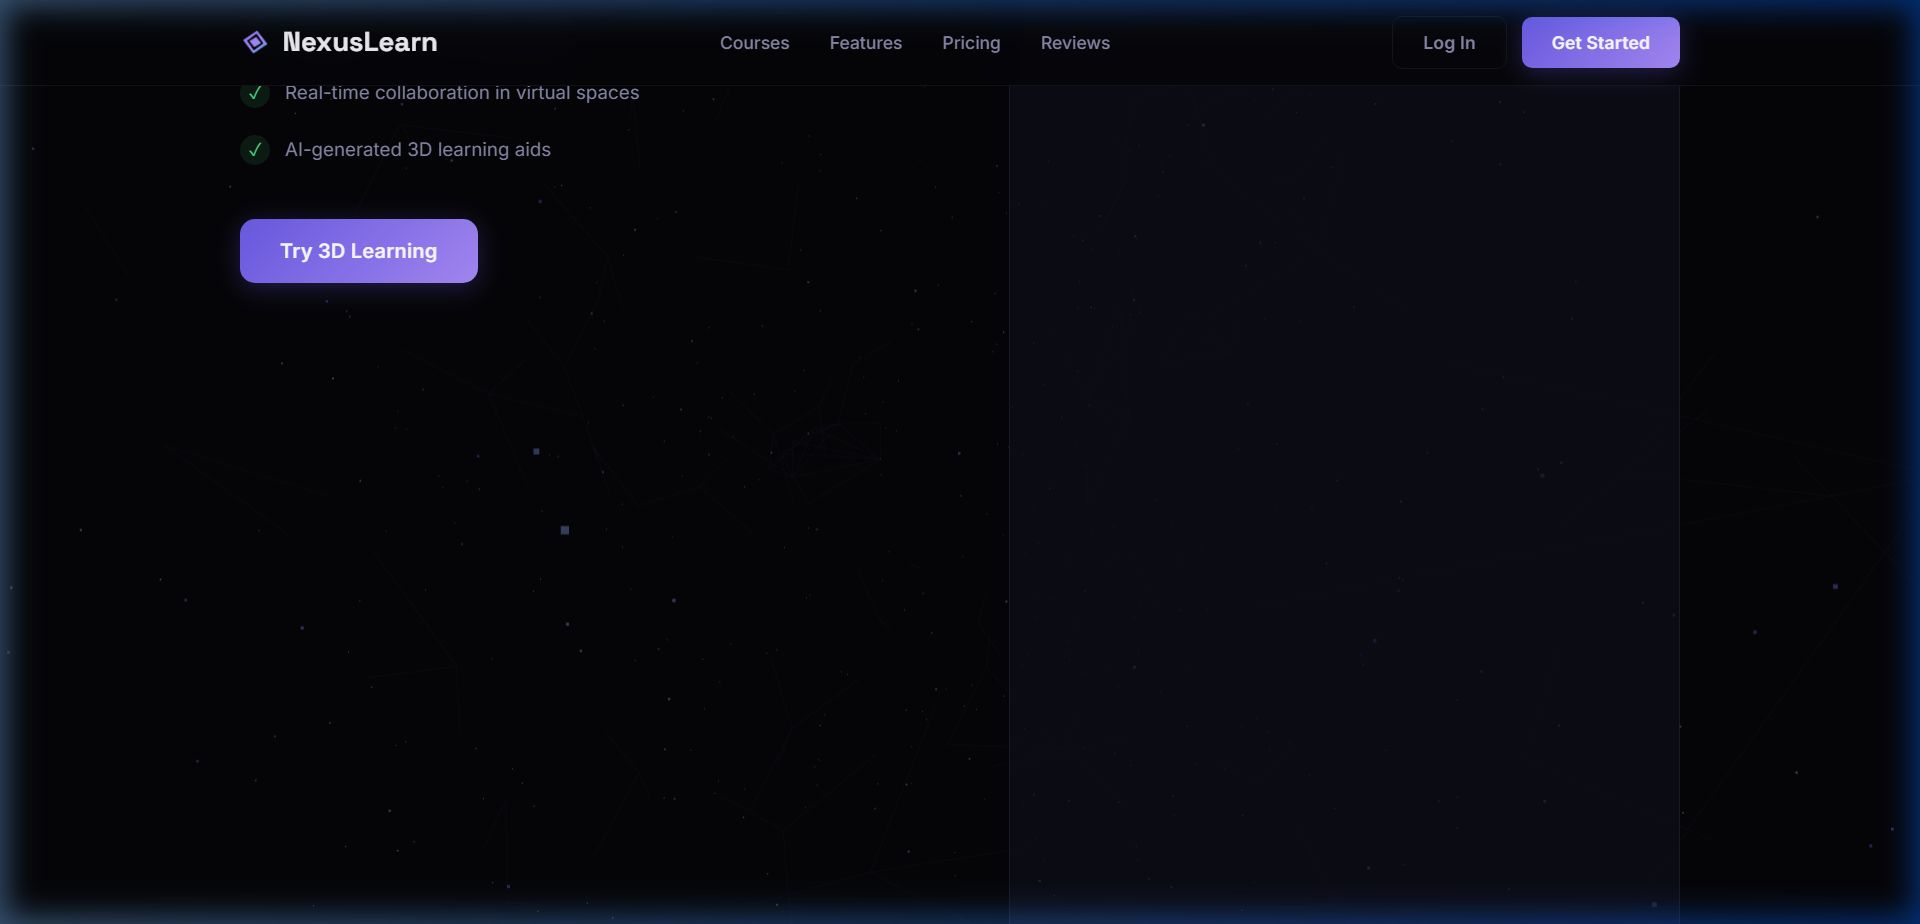 NexusLearn
Courses
Features
Pricing
Reviews
Log In
Get Started
Real-time collaboration in virtual spaces
AI-generated 3D learning aids
Try 3D Learning